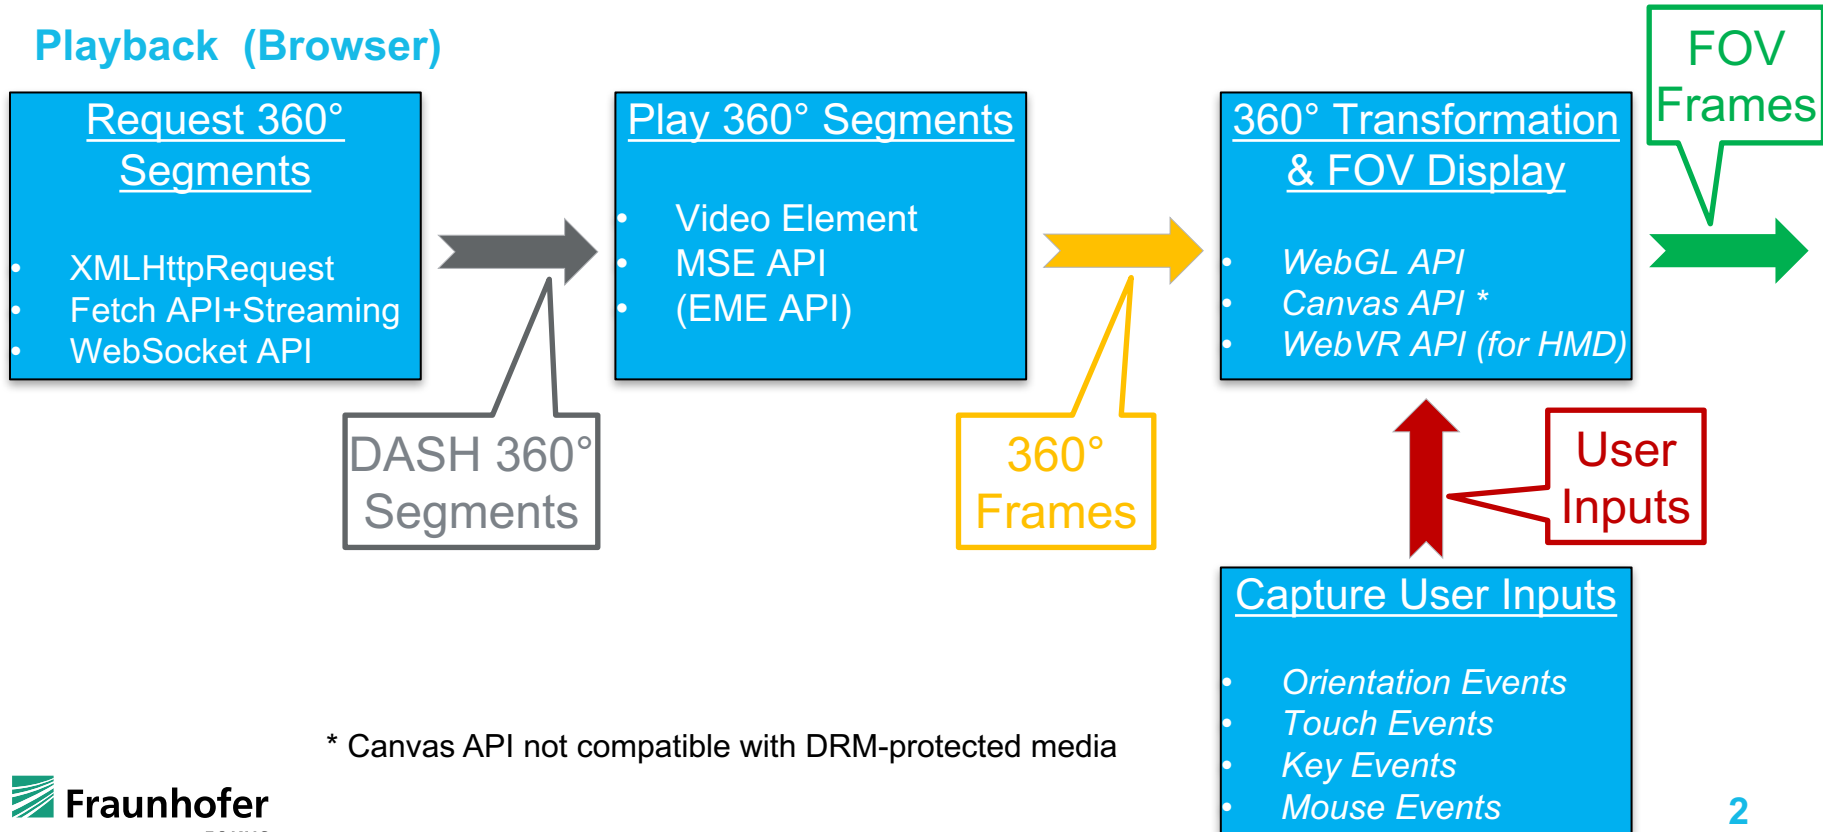 Playback (Browser)
Request 360°
Segments
• XMLHttpRequest
• Fetch API+Streaming
• WebSocket API
DASH 360°
Segments
Play 360° Segments
• Video Element
• MSE API
• (EME API)
360°
Frames
360° Transformation
& FOV Display
• WebGL API
• Canvas API *
• WebVR API (for HMD)
FOV
Frames
User
Inputs
Capture User Inputs
• Orientation Events
• Touch Events
• Key Events
• Mouse Events
* Canvas API not compatible with DRM-protected media
Fraunhofer
2